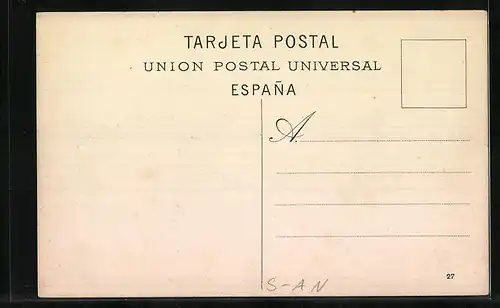 TARJETA POSTAL
UNION POSTAL UNIVERSAL
ESPAÑA
A.
27
S-AN